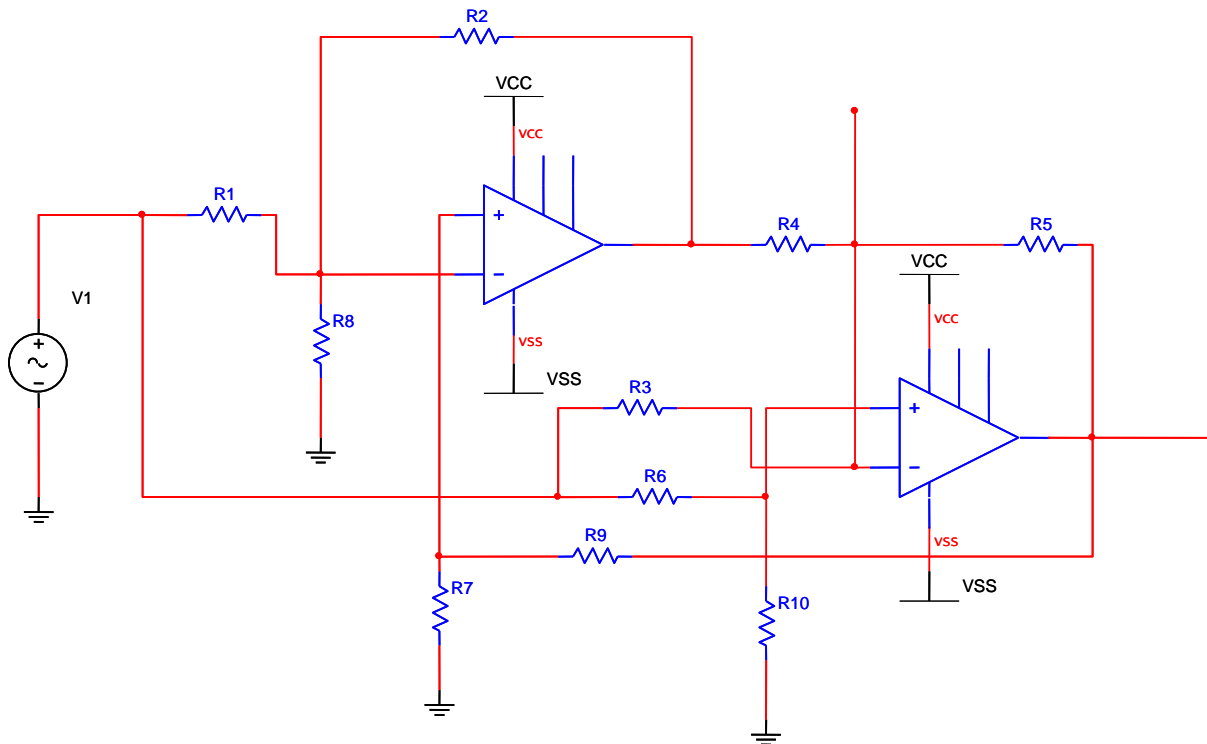 R2
VCC
VCC
R1
+
−
R4
R5
VCC
V1
+
−
R8
VCC
VSS
VSS
R3
+
−
R6
R9
VSS
VSS
R7
R10